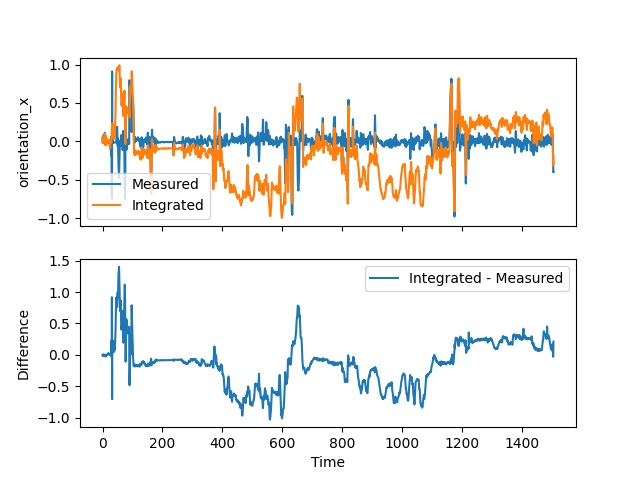 1.0
0.5
0.0
−0.5
−1.0
orientation_x
Measured
Integrated
1.5
1.0
0.5
0.0
−0.5
−1.0
Difference
Integrated - Measured
0 200 400 600 800 1000 1200 1400
Time